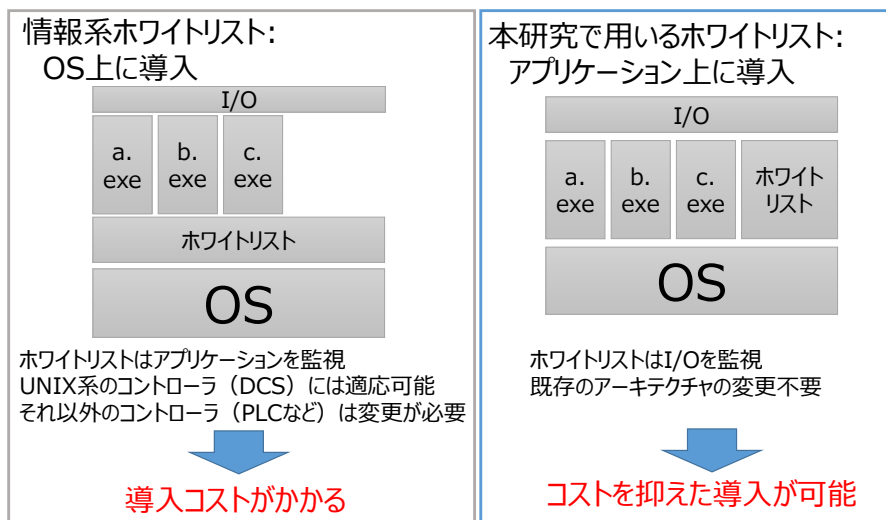 情報系ホワイトリスト:
OS上に導入
I/O
a.
exe
b.
exe
c.
exe
ホワイトリスト
OS
ホワイトリストはアプリケーションを監視
UNIX系のコントローラ（DCS）には適応可能
それ以外のコントローラ（PLCなど）は変更が必要
導入コストがかかる
本研究で用いるホワイトリスト:
アプリケーション上に導入
I/O
a.
exe
b.
exe
c.
exe
ホワイト
リスト
OS
ホワイトリストはI/Oを監視
既存のアーキテクチャの変更不要
コストを抑えた導入が可能